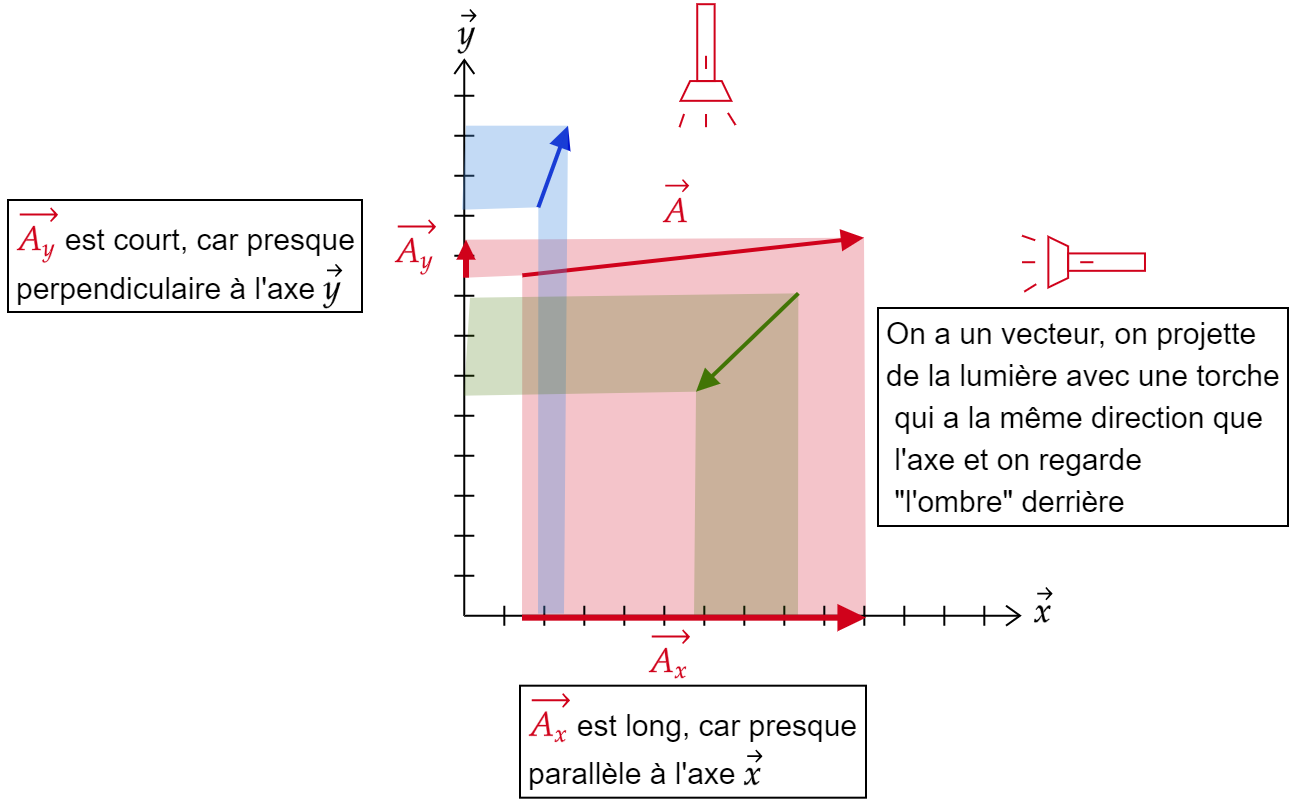 $\vec{y}$
$\vec{A}$
$\overrightarrow{A_y}$ est court, car presque
perpendiculaire à l'axe $\vec{y}$
$\overrightarrow{A_y}$
On a un vecteur, on projette
de la lumière avec une torche
qui a la même direction que
l'axe et on regarde
"l'ombre" derrière
$\vec{x}$
$\overrightarrow{A_x}$
$\overrightarrow{A_x}$ est long, car presque
parallèle à l'axe $\vec{x}$